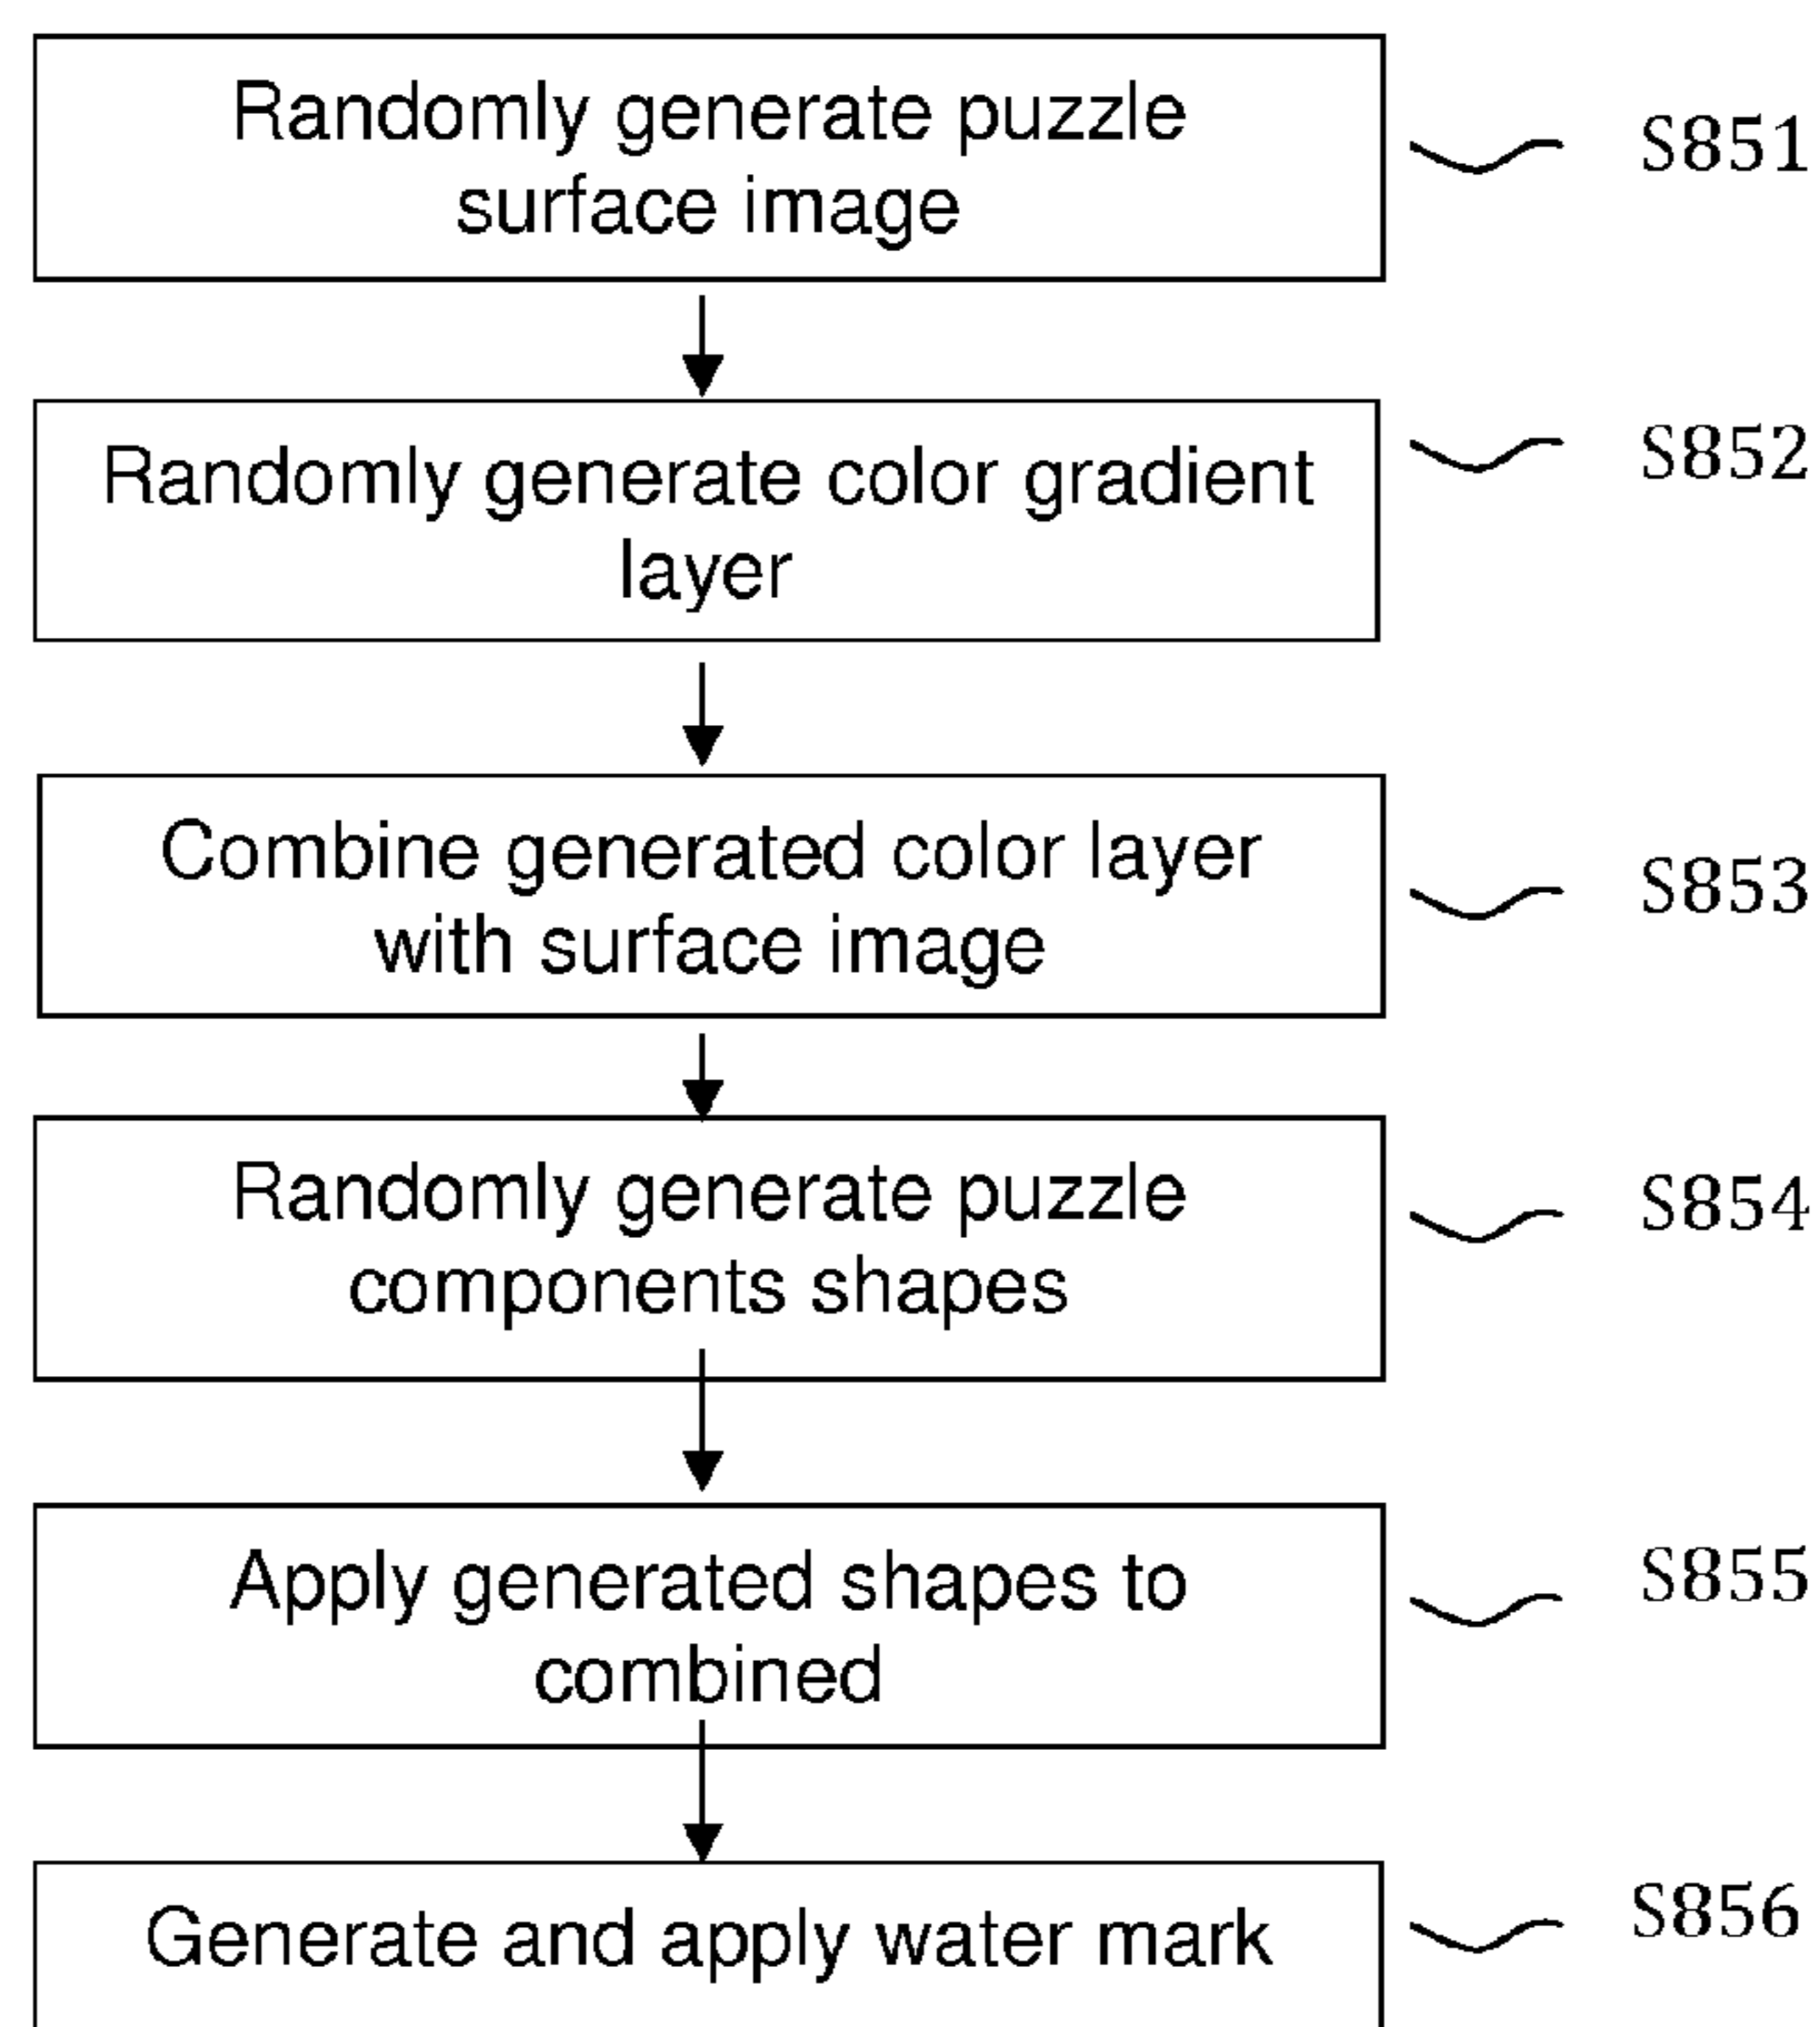 Randomly generate puzzle
surface image
S851
Randomly generate color gradient
layer
S852
Combine generated color layer
with surface image
S853
Randomly generate puzzle
components shapes
S854
Apply generated shapes to
combined
S855
Generate and apply water mark
S856